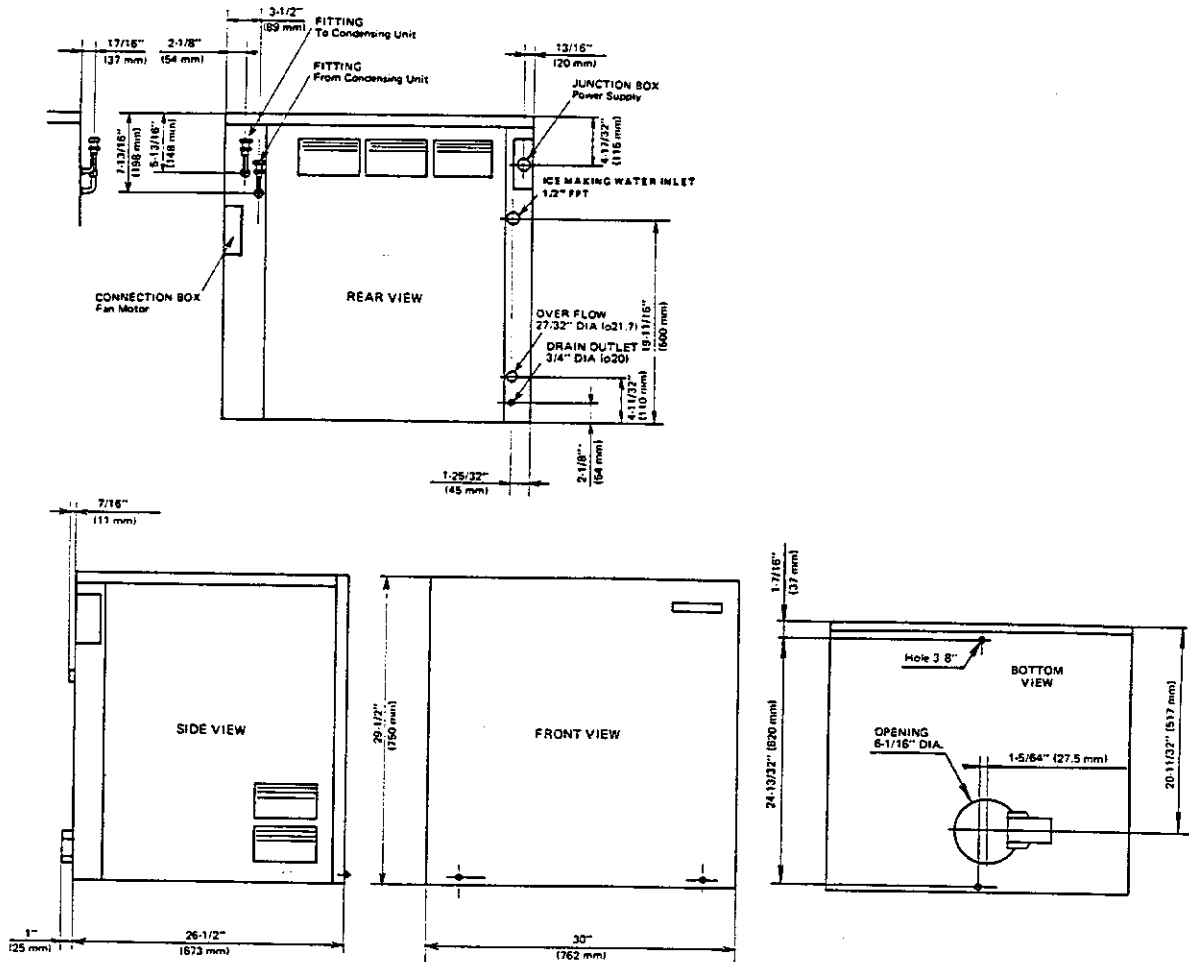 3-1/2"
(89 mm)
FITTING
To Condensing Unit
17/16"
(37 mm)
2-1/8"
(54 mm)
FITTING
From Condensing Unit
13/16"
(20 mm)
JUNCTION BOX
Power Supply
7-13/16"
(198 mm)
5-13/16"
(148 mm)
4-17/32"
(115 mm)
ICE MAKING WATER INLET
1/2" FPT
CONNECTION BOX
Fan Motor
REAR VIEW
OVER FLOW
27/32" DIA (o21.7)
DRAIN OUTLET
3/4" DIA (o20)
19-11/16"
(500 mm)
4-11/32"
(110 mm)
2-1/8"
(54 mm)
1-25/32"
(45 mm)
7/16"
(11 mm)
SIDE VIEW
1"
(25 mm)
26-1/2"
(673 mm)
29-1/2"
(750 mm)
FRONT VIEW
30"
(762 mm)
1-7/16"
(37 mm)
Hole 3 8"
BOTTOM
VIEW
OPENING
6-1/16" DIA.
1-5/64" (27.5 mm)
24-13/32" (620 mm)
20-11/32" (517 mm)